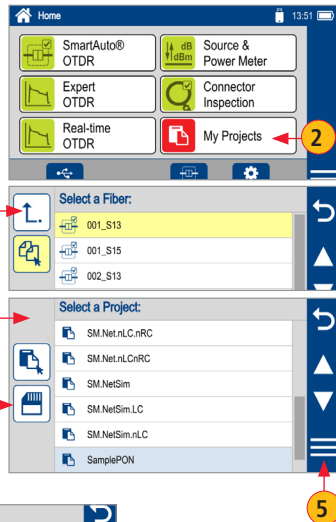 Home
13:51
SmartAuto®
OTDR
dB
dBm
Source &
Power Meter
Expert
OTDR
Connector
Inspection
Real-time
OTDR
My Projects
2
Select a Fiber:
001_S13
001_S15
002_S13
Select a Project:
SM.Net.nLC.nRC
SM.Net.nLCnRC
SM.NetSim
SM.NetSim.LC
SM.NetSim.nLC
SamplePON
5